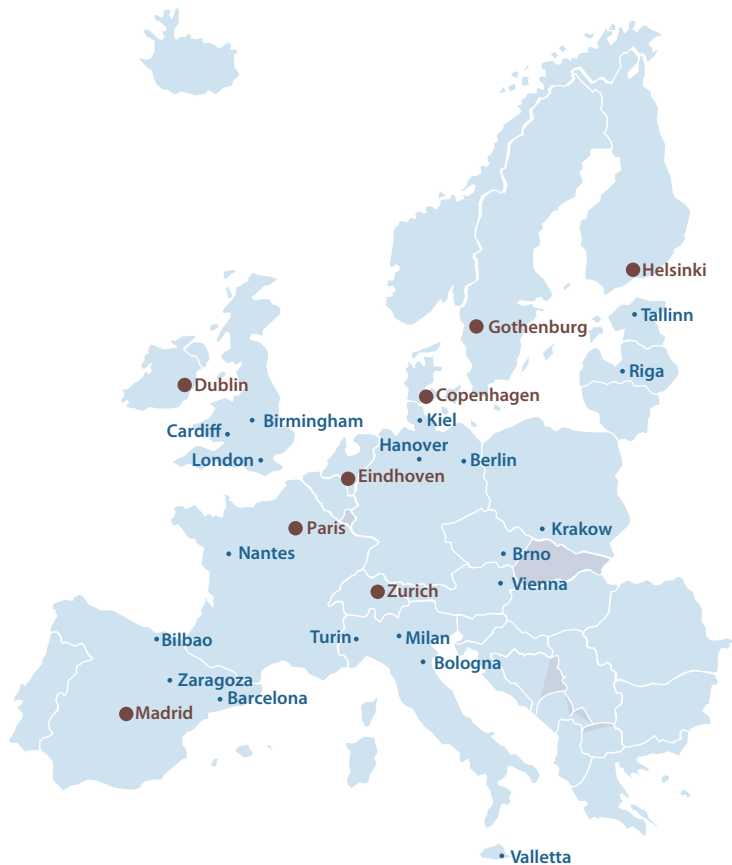 Helsinki
Tallinn
Gothenburg
Riga
Dublin
Copenhagen
Birmingham
Kiel
Cardiff
Hanover
London
Berlin
Eindhoven
Paris
Krakow
Nantes
Brno
Zurich
Vienna
Bilbao
Turin
Milan
Bologna
Zaragoza
Barcelona
Madrid
Valletta